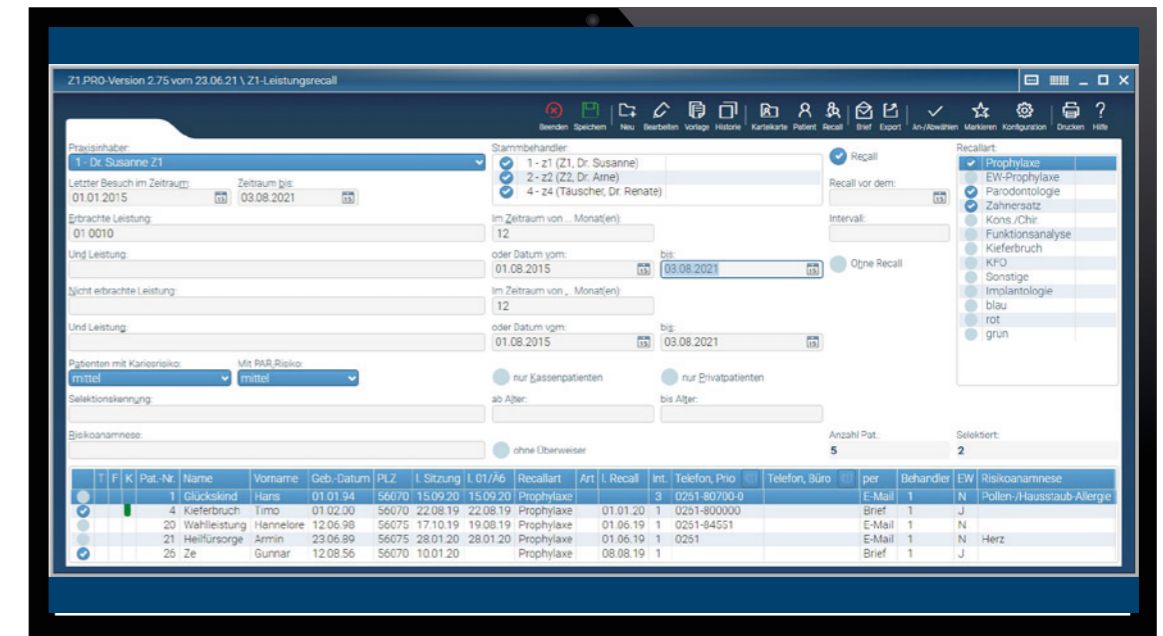 Z1.PRO-Version 2.75 vom 23.06.21 \ Z1-Leistungsrecall
Beenden Speichern Neu Bearbeiten Vorlage Historie Karteikarte Patient Recall Brief Export An-/Abwählen Markieren Konfiguration Drucken Hilfe
Praxisinhaber: Stammbehandler: Recall Recallart:
1 - Dr. Susanne Z1
1 - z1 (Z1, Dr. Susanne)
2 - z2 (Z2, Dr. Arne)
4 - z4 (Täuscher, Dr. Renate)
Prophylaxe
EW-Prophylaxe
Parodontologie
Zahnersatz
Kons./Chir.
Funktionsanalyse
Kieferbruch
KFO
Sonstige
Implantologie
blau
rot
grün
Letzter Besuch im Zeitraum: Zeitraum bis: Recall vor dem:
01.01.2015 03.08.2021
Erbrachte Leistung: Im Zeitraum von ... Monat(en): Intervall:
01 0010 12
Und Leistung: oder Datum vom: bis: Ohne Recall
01.08.2015 03.08.2021
Nicht erbrachte Leistung: Im Zeitraum von .. Monat(en):
12
Und Leistung: oder Datum vom: bis:
01.08.2015 03.08.2021
Patienten mit Kariesrisiko: Mit PAR.Risiko:
mittel mittel nur Kassenpatienten nur Privatpatienten
Selektionskennung: ab Alter: bis Alter:
Risikoanamnese: Anzahl Pat.: Selektiert:
ohne Überweiser 5 2
T F K Pat.-Nr. Name Vorname Geb.-Datum PLZ l. Sitzung l. 01/Ä6 Recallart Art l. Recall Int. Telefon, Prio Telefon, Büro per Behandler EW Risikoanamnese
1 Glückskind Hans 01.01.94 56070 15.09.20 15.09.20 Prophylaxe 3 0251-80700-0 E-Mail 1 N Pollen-/Hausstaub-Allergie
4 Kieferbruch Timo 01.02.00 56070 22.08.19 22.08.19 Prophylaxe 01.01.20 1 0251-800000 Brief 1 J
20 Wahlleistung Hannelore 12.06.98 56075 17.10.19 19.08.19 Prophylaxe 01.06.19 1 0251-84551 E-Mail 1 N
21 Heilfürsorge Armin 23.06.89 56075 28.01.20 28.01.20 Prophylaxe 01.06.19 1 0251 E-Mail 1 N Herz
25 Ze Gunnar 12.08.56 56070 10.01.20 Prophylaxe 08.08.19 1 Brief 1 J